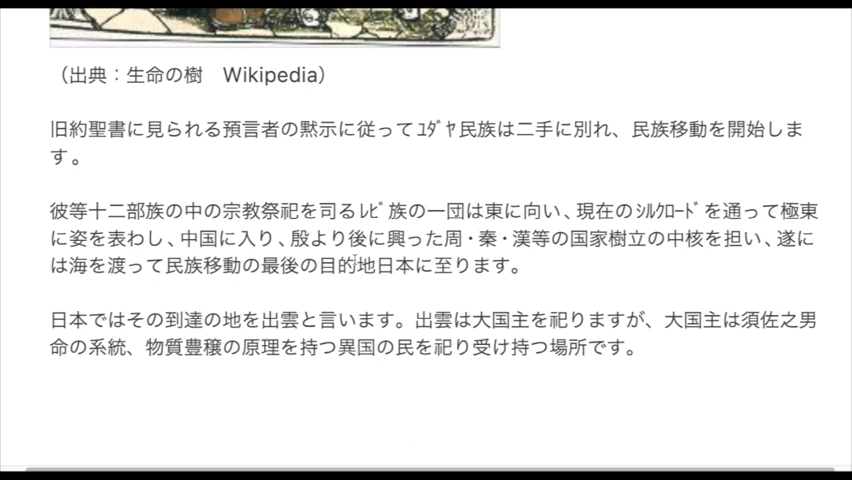 （出典：生命の樹　Wikipedia）
旧約聖書に見られる預言者の黙示に従ってﾕﾀﾞﾔ民族は二手に別れ、民族移動を開始しま
す。
彼等十二部族の中の宗教祭祀を司るﾚﾋﾞ族の一団は東に向い、現在のｼﾙｸﾛｰﾄﾞを通って極東
に姿を表わし、中国に入り、殷より後に興った周・秦・漢等の国家樹立の中核を担い、遂に
は海を渡って民族移動の最後の目的地日本に至ります。
日本ではその到達の地を出雲と言います。出雲は大国主を祀りますが、大国主は須佐之男
命の系統、物質豊穣の原理を持つ異国の民を祀り受け持つ場所です。